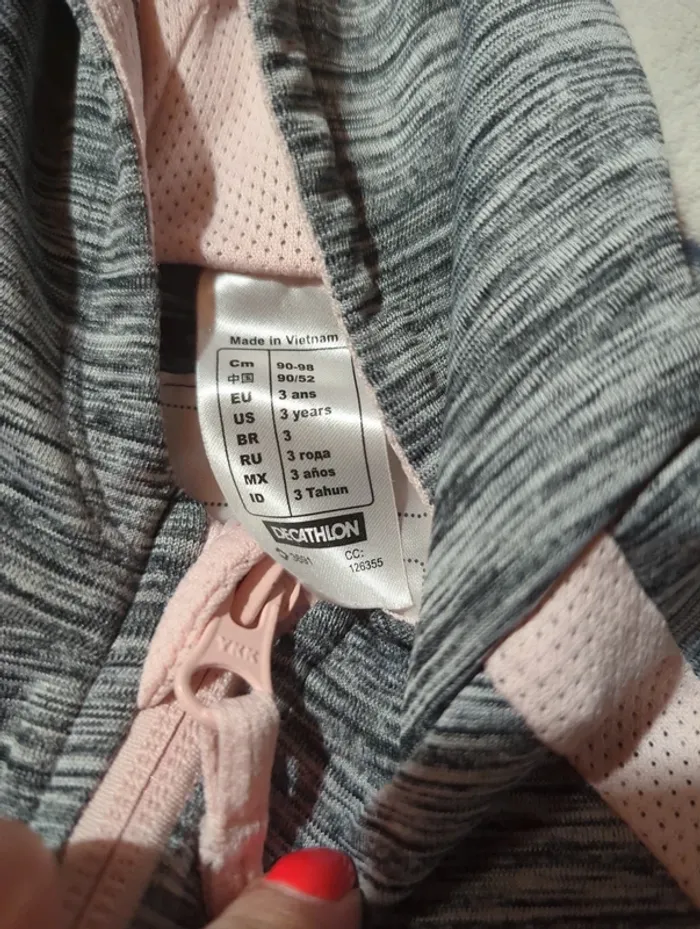 Made in Vietnam
Cm 90-98
中国 90/52
EU 3 ans
US 3 years
BR 3
RU 3 года
MX 3 años
ID 3 Tahun
DECATHLON
3691 CC:
126355
YKK